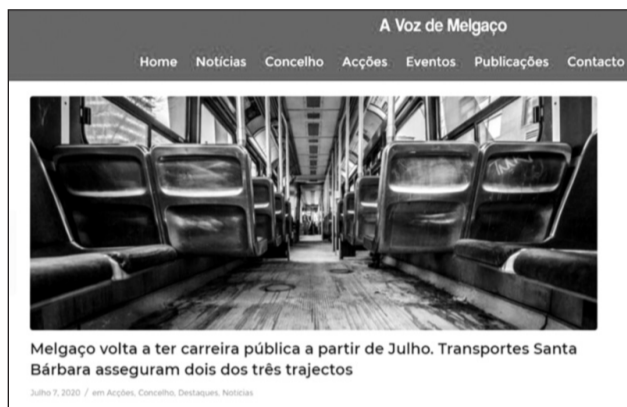 A Voz de Melgaço
Home Notícias Concelho Acções Eventos Publicações Contacto
Melgaço volta a ter carreira pública a partir de Julho. Transportes Santa
Bárbara asseguram dois dos três trajectos
Julho 7, 2020 / em Acções, Concelho, Destaques, Notícias